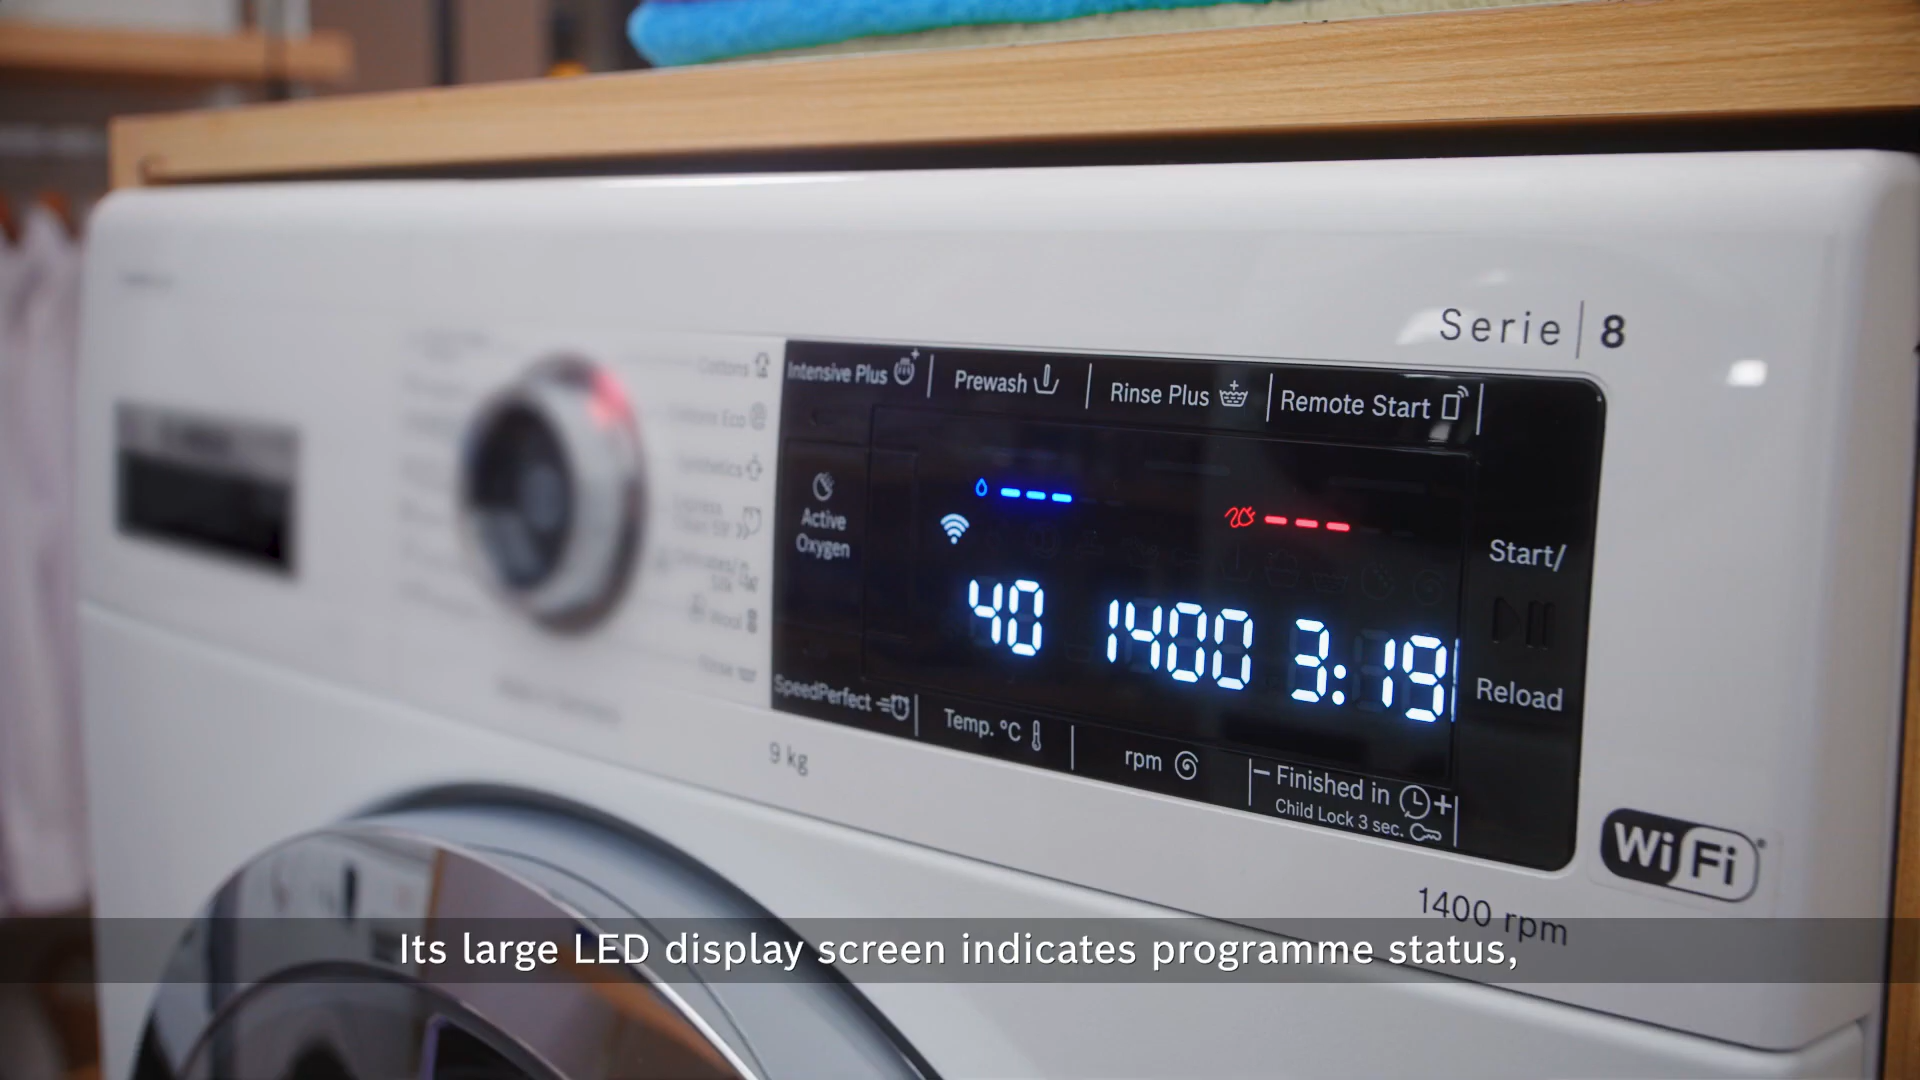 Serie 8
Intensive Plus
Prewash
Rinse Plus
Remote Start
Cottons
Active
Oxygen
Start/
Reload
40 1400 3:19
SpeedPerfect
Temp. °C
rpm
– Finished in +
Child Lock 3 sec.
9 kg
WiFi
1400 rpm
Its large LED display screen indicates programme status,